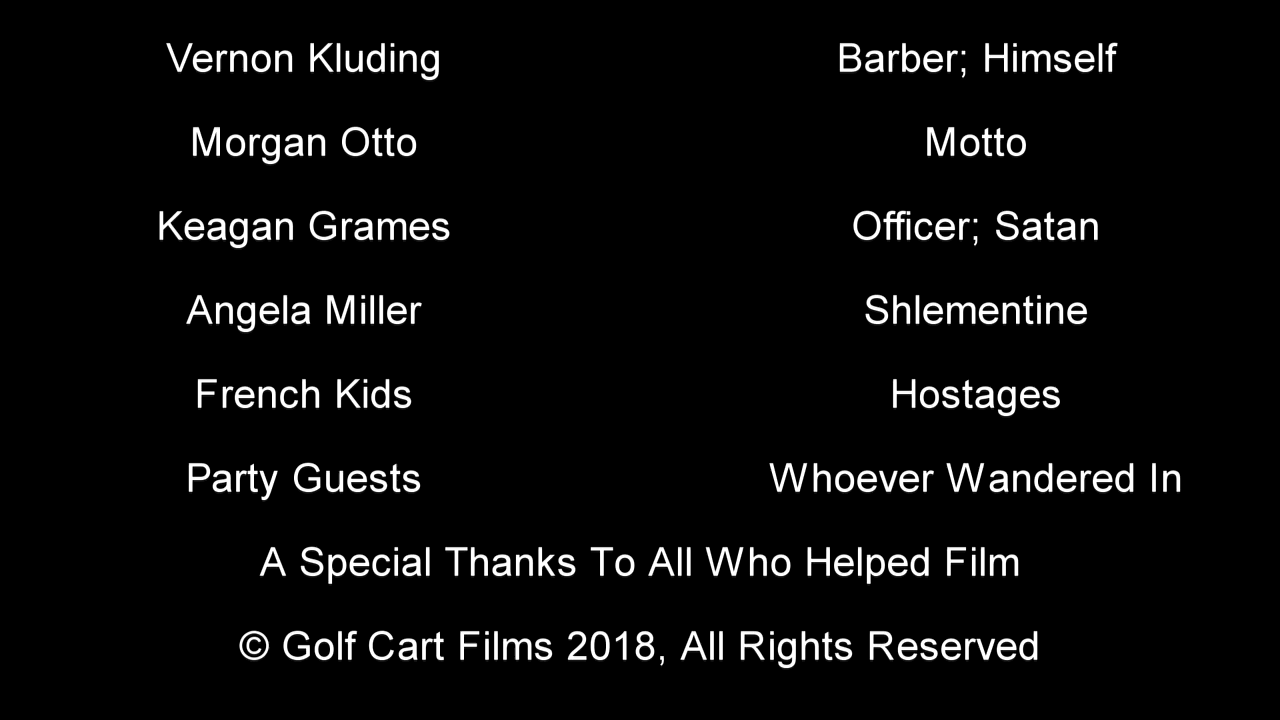 Vernon Kluding Barber; Himself
Morgan Otto Motto
Keagan Grames Officer; Satan
Angela Miller Shlementine
French Kids Hostages
Party Guests Whoever Wandered In
A Special Thanks To All Who Helped Film
© Golf Cart Films 2018, All Rights Reserved